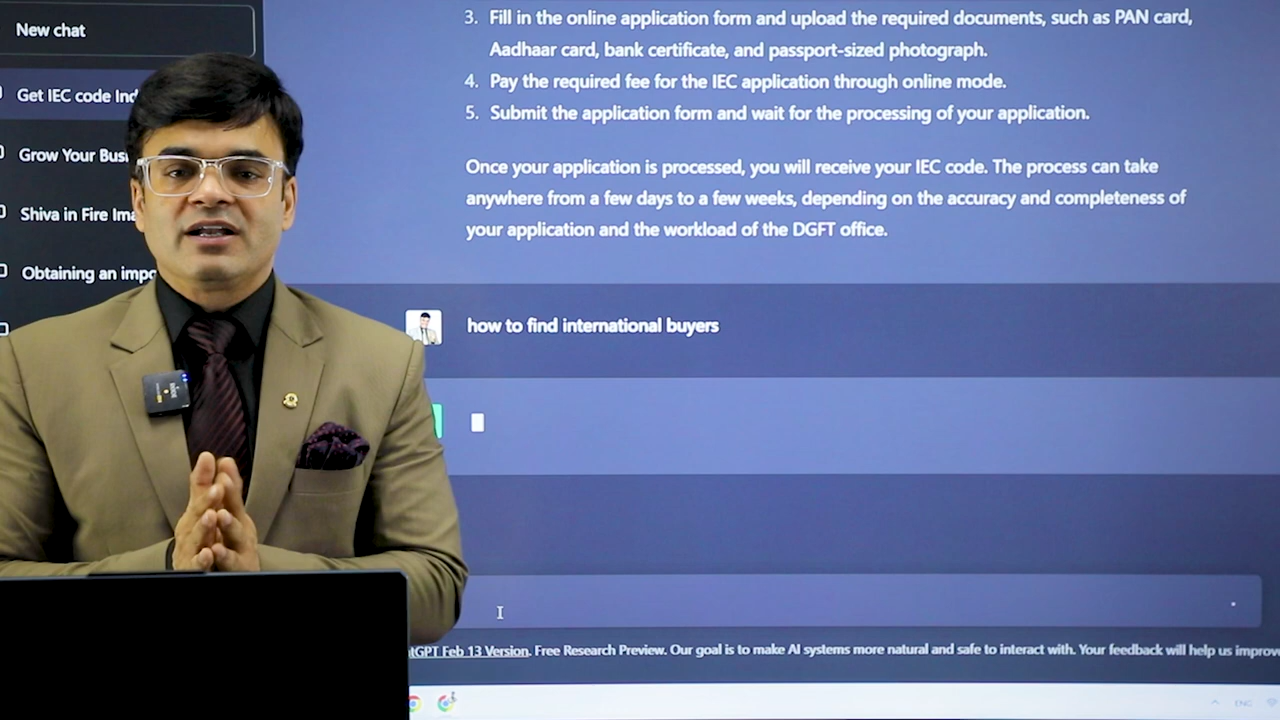 New chat
Get IEC code Ind
Grow Your Busi
Shiva in Fire Ima
Obtaining an impo
3. Fill in the online application form and upload the required documents, such as PAN card,
Aadhaar card, bank certificate, and passport-sized photograph.
4. Pay the required fee for the IEC application through online mode.
5. Submit the application form and wait for the processing of your application.
Once your application is processed, you will receive your IEC code. The process can take
anywhere from a few days to a few weeks, depending on the accuracy and completeness of
your application and the workload of the DGFT office.
how to find international buyers
atGPT Feb 13 Version. Free Research Preview. Our goal is to make AI systems more natural and safe to interact with. Your feedback will help us improve
ENG